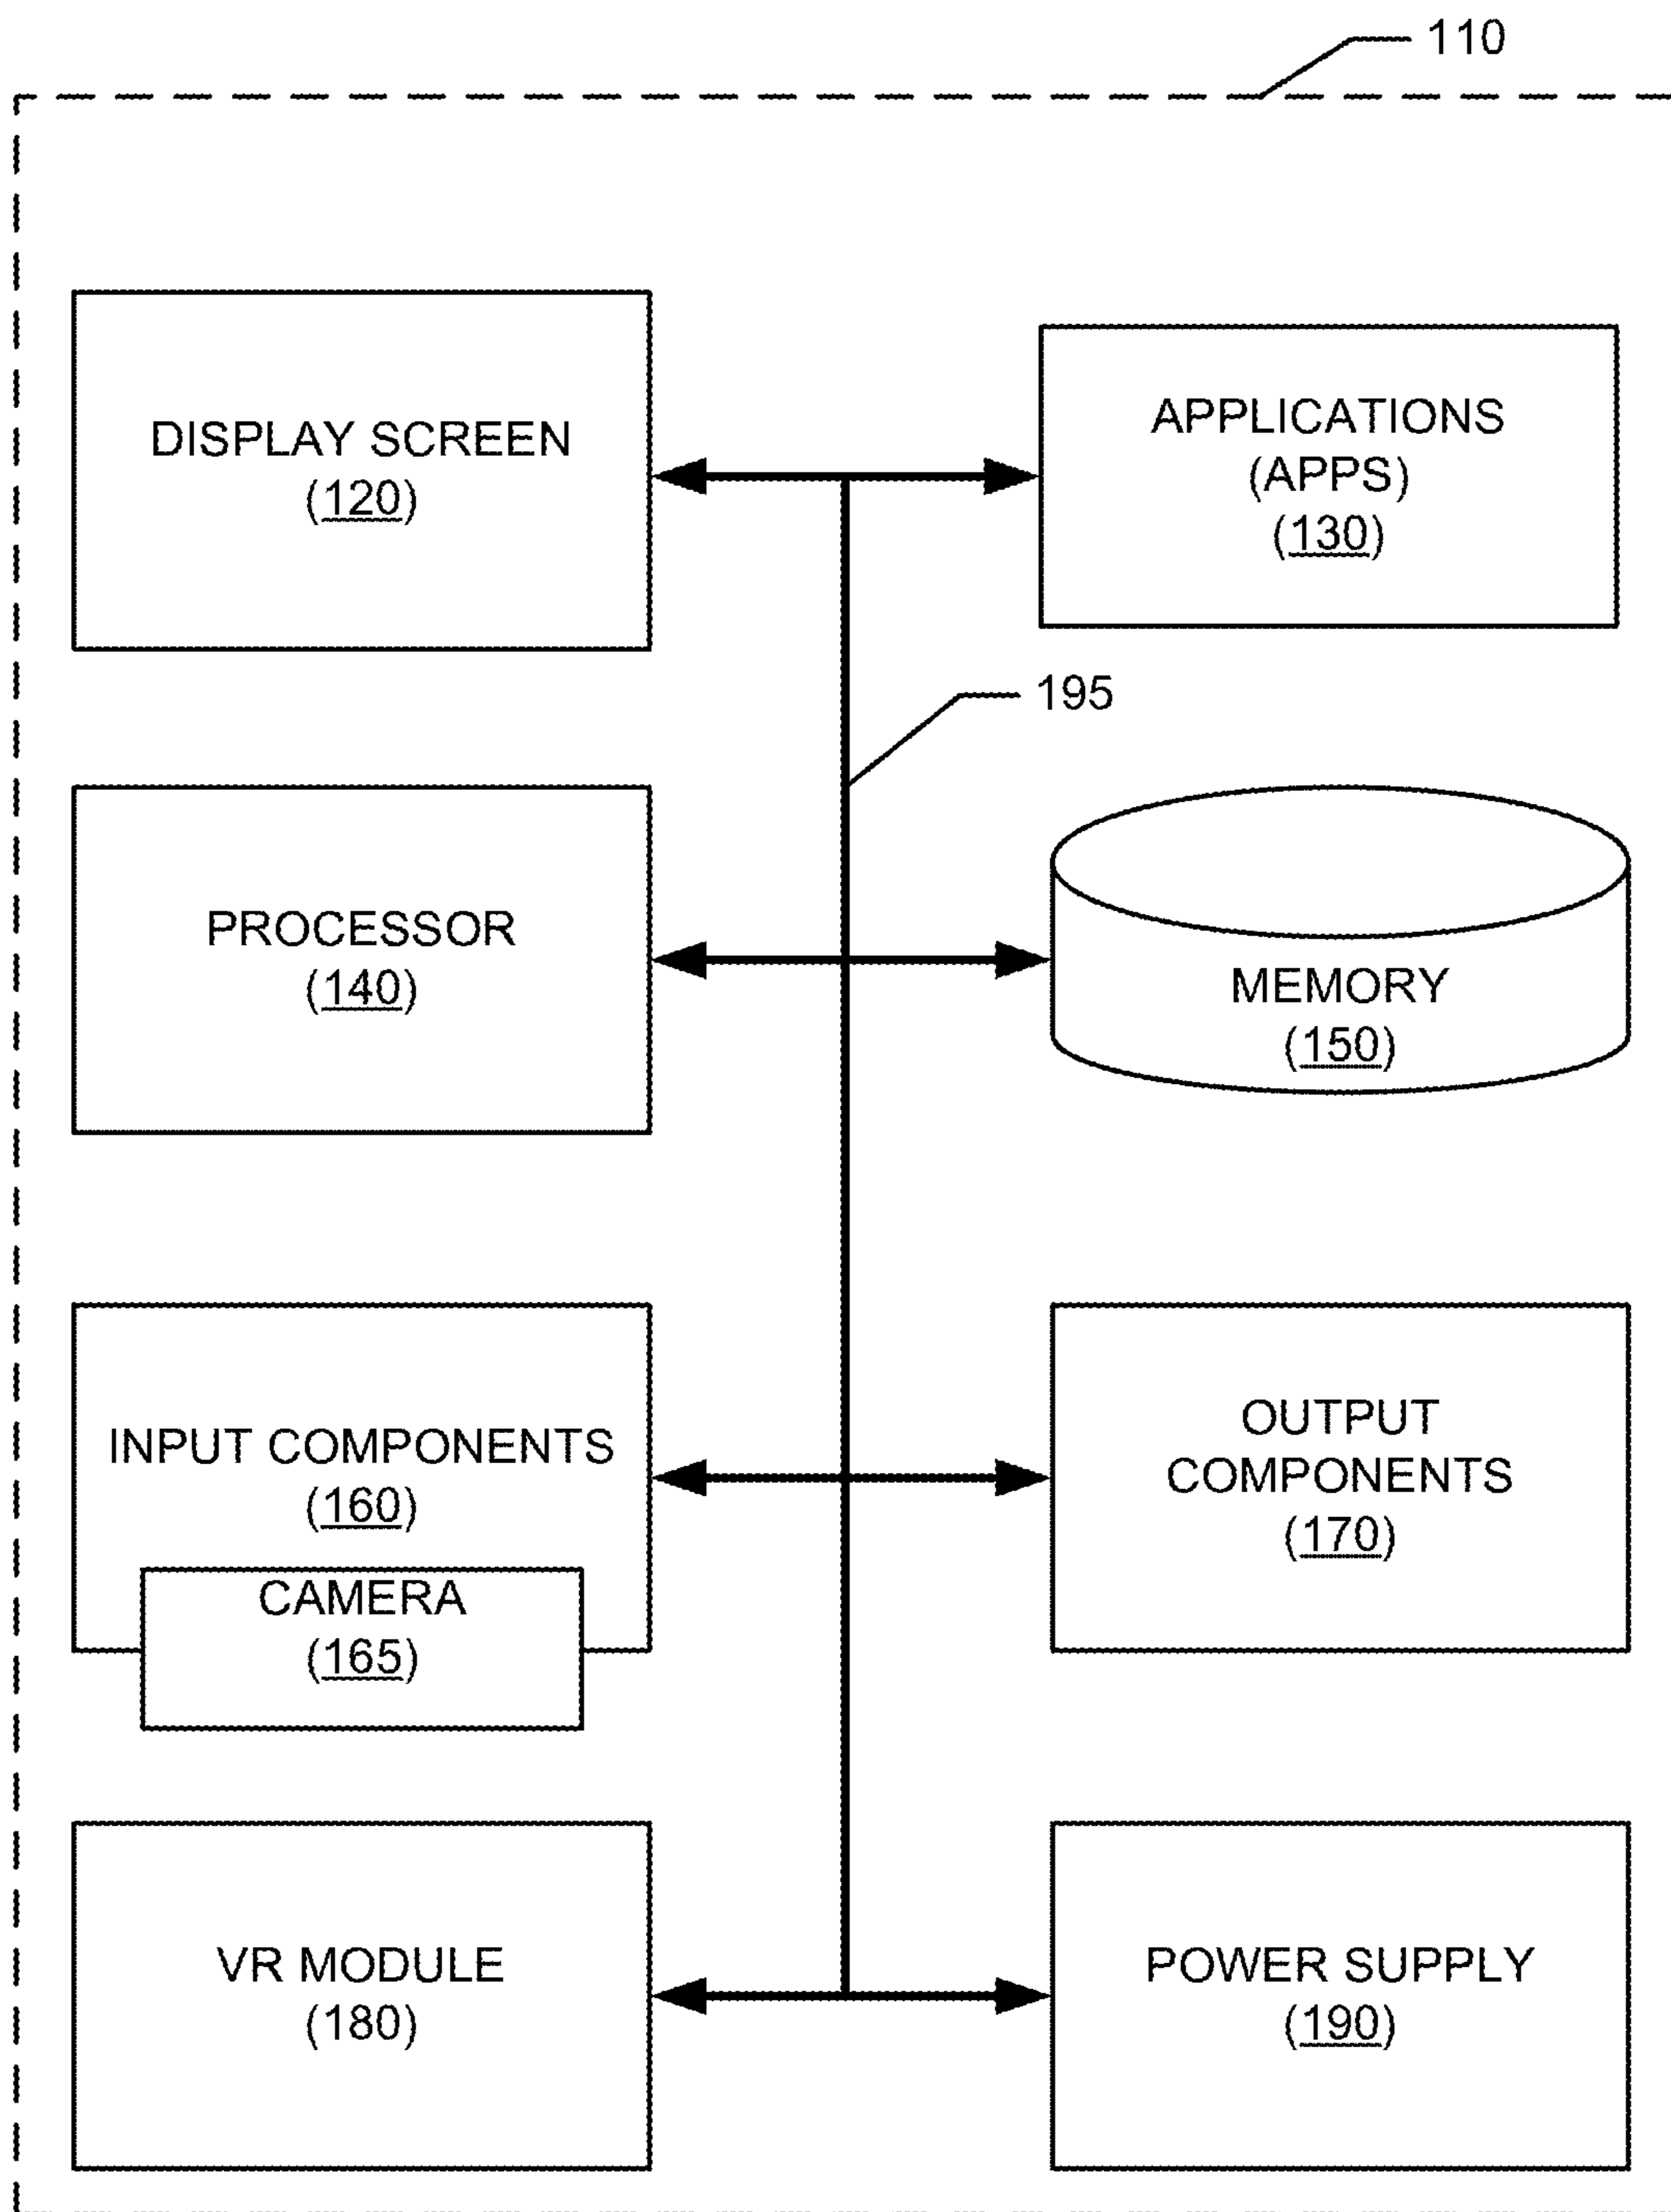 110
DISPLAY SCREEN
(120)
APPLICATIONS
(APPS)
(130)
195
PROCESSOR
(140)
MEMORY
(150)
INPUT COMPONENTS
(160)
CAMERA
(165)
OUTPUT
COMPONENTS
(170)
VR MODULE
(180)
POWER SUPPLY
(190)